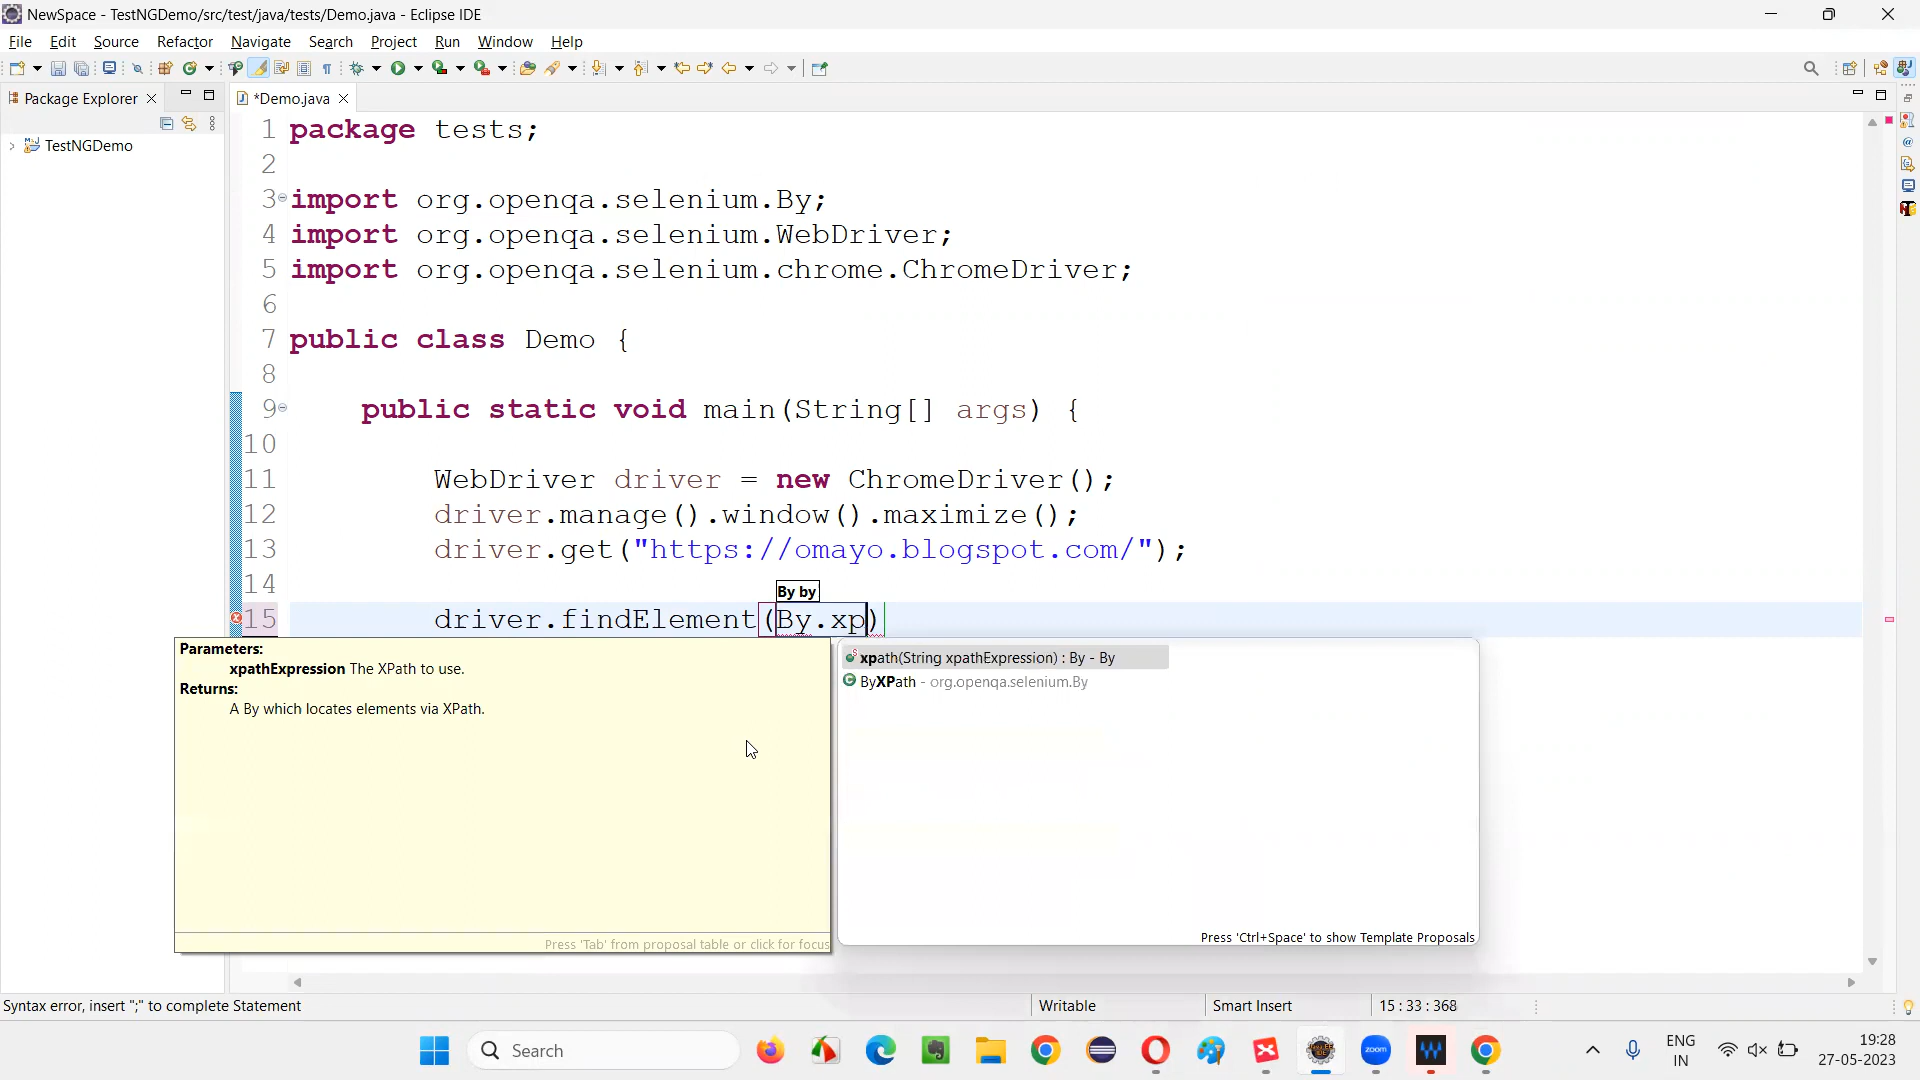 NewSpace - TestNGDemo/src/test/java/tests/Demo.java - Eclipse IDE
File Edit Source Refactor Navigate Search Project Run Window Help
Package Explorer
*Demo.java
TestNGDemo
1 package tests;
2
3 import org.openqa.selenium.By;
4 import org.openqa.selenium.WebDriver;
5 import org.openqa.selenium.chrome.ChromeDriver;
6
7 public class Demo {
8
9 public static void main(String[] args) {
10
11 WebDriver driver = new ChromeDriver();
12 driver.manage().window().maximize();
13 driver.get("https://omayo.blogspot.com/");
14
By by
15 driver.findElement(By.xp)
Parameters:
xpathExpression The XPath to use.
Returns:
A By which locates elements via XPath.
Press 'Tab' from proposal table or click for focus
xpath(String xpathExpression) : By - By
ByXPath - org.openqa.selenium.By
Press 'Ctrl+Space' to show Template Proposals
Syntax error, insert ";" to complete Statement
Writable
Smart Insert
15 : 33 : 368
Search
zoom
ENG
IN
19:28
27-05-2023